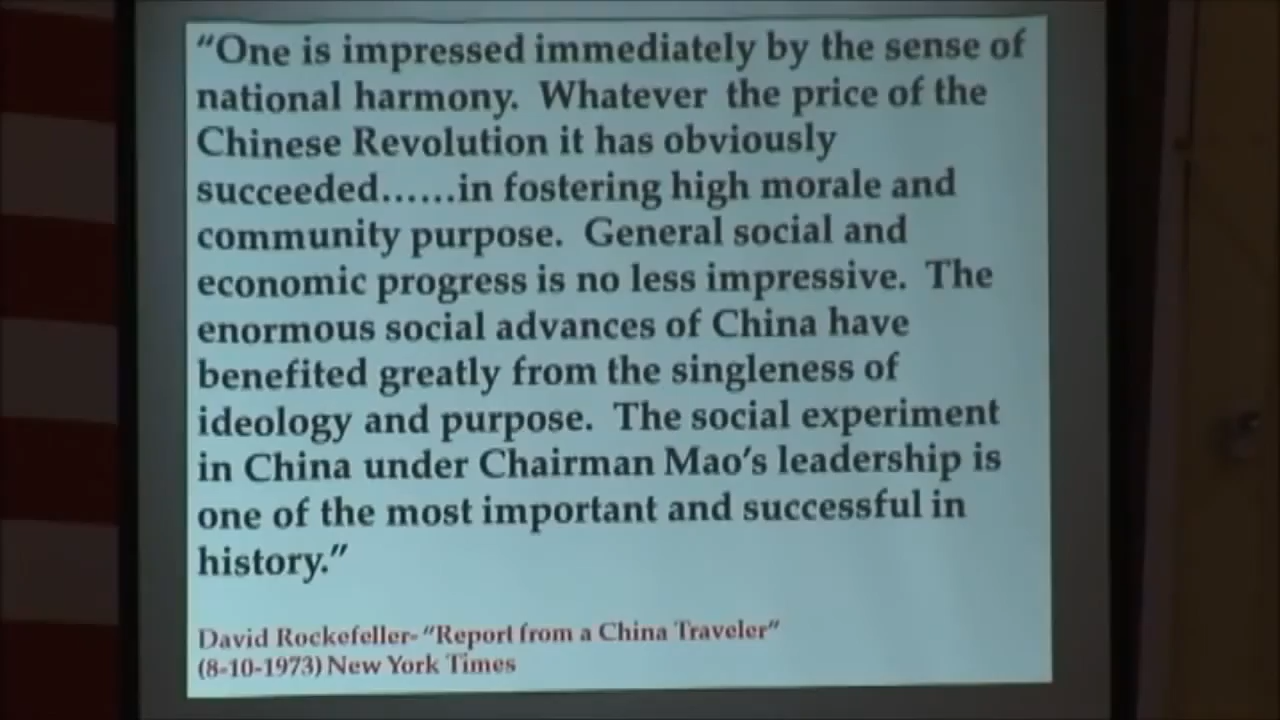 “One is impressed immediately by the sense of
national harmony. Whatever the price of the
Chinese Revolution it has obviously
succeeded......in fostering high morale and
community purpose. General social and
economic progress is no less impressive. The
enormous social advances of China have
benefited greatly from the singleness of
ideology and purpose. The social experiment
in China under Chairman Mao’s leadership is
one of the most important and successful in
history.”
David Rockefeller- “Report from a China Traveler”
(8-10-1973) New York Times